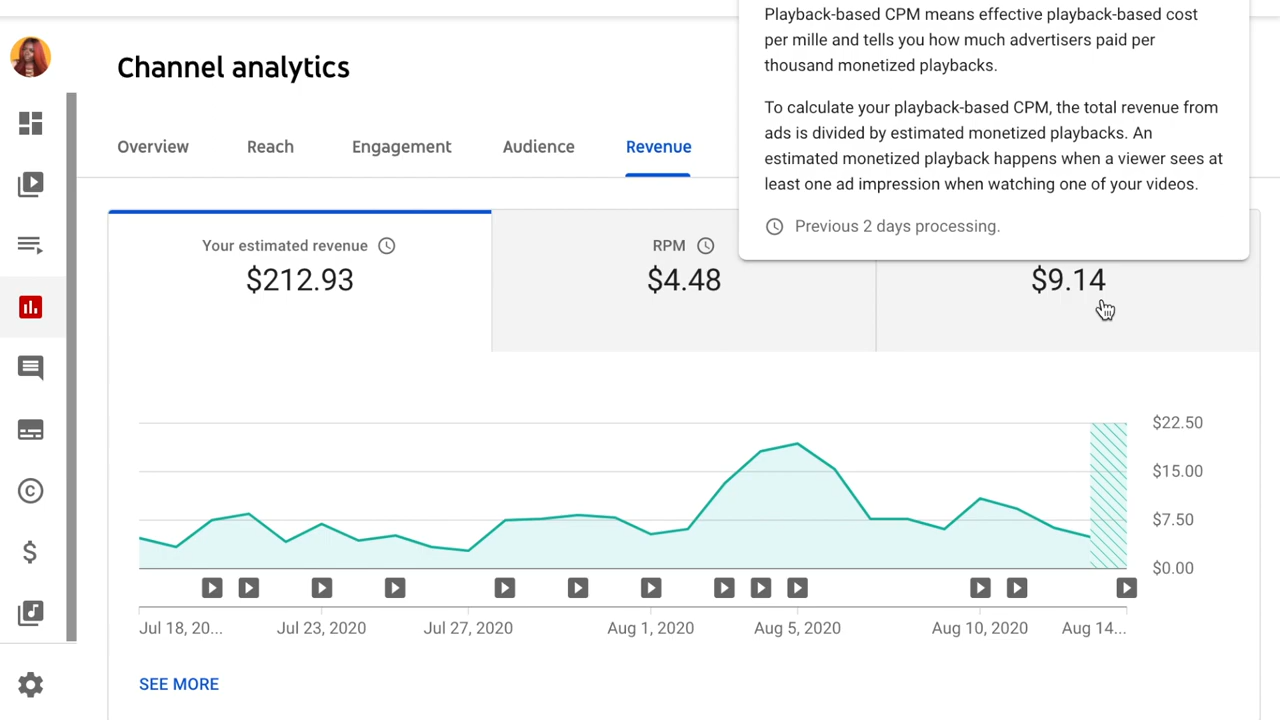 Playback-based CPM means effective playback-based cost
per mille and tells you how much advertisers paid per
thousand monetized playbacks.
To calculate your playback-based CPM, the total revenue from
ads is divided by estimated monetized playbacks. An
estimated monetized playback happens when a viewer sees at
least one ad impression when watching one of your videos.
Previous 2 days processing.
Channel analytics
Overview Reach Engagement Audience Revenue
Your estimated revenue
$212.93
RPM
$4.48
$9.14
$22.50
$15.00
$7.50
$0.00
Jul 18, 20... Jul 23, 2020 Jul 27, 2020 Aug 1, 2020 Aug 5, 2020 Aug 10, 2020 Aug 14...
SEE MORE